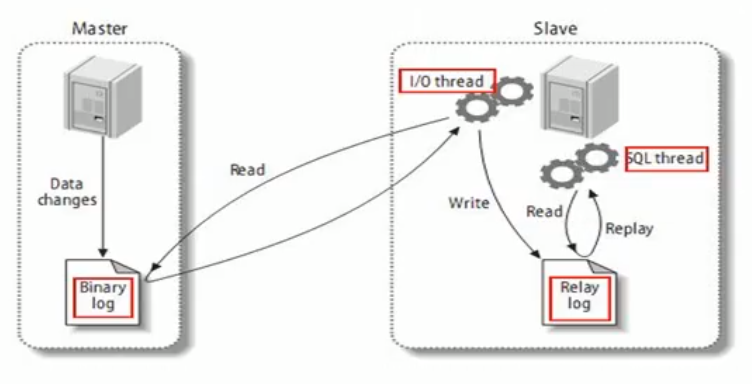 Master
Slave
I/O thread
SQL thread
Data
changes
Read
Write
Read
Replay
Binary
log
Relay
log